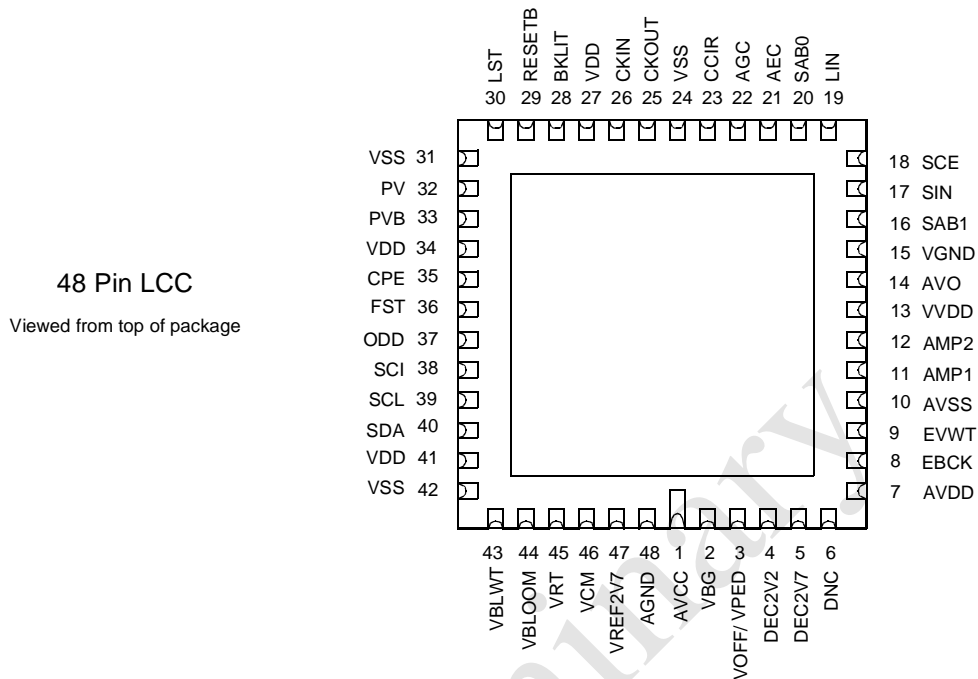 LST
RESETB
BKLIT
VDD
CKIN
CKOUT
VSS
CCIR
AGC
AEC
SAB0
LIN
30 29 28 27 26 25 24 23 22 21 20 19
VSS 31
PV 32
PVB 33
VDD 34
CPE 35
FST 36
ODD 37
SCI 38
SCL 39
SDA 40
VDD 41
VSS 42
48 Pin LCC
Viewed from top of package
18 SCE
17 SIN
16 SAB1
15 VGND
14 AVO
13 VVDD
12 AMP2
11 AMP1
10 AVSS
9 EVWT
8 EBCK
7 AVDD
43 44 45 46 47 48 1 2 3 4 5 6
VBLWT
VBLOOM
VRT
VCM
VREF2V7
AGND
AVCC
VBG
VOFF/ VPED
DEC2V2
DEC2V7
DNC
inary